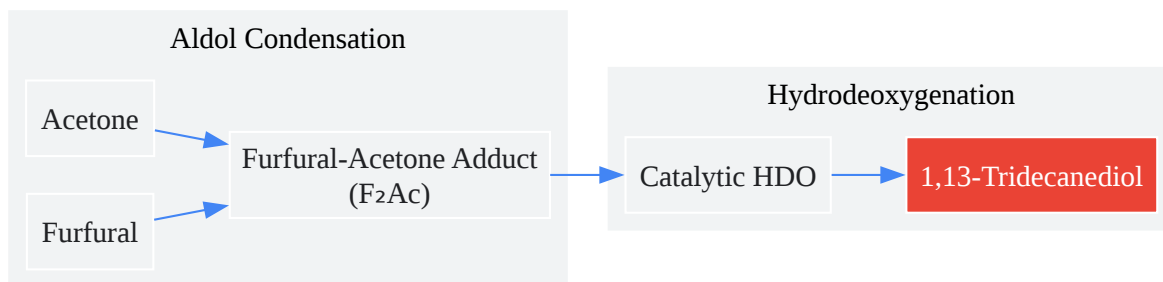 Aldol Condensation
Acetone
Furfural
Furfural-Acetone Adduct
(F₂Ac)
Hydrodeoxygenation
Catalytic HDO
1,13-Tridecanediol